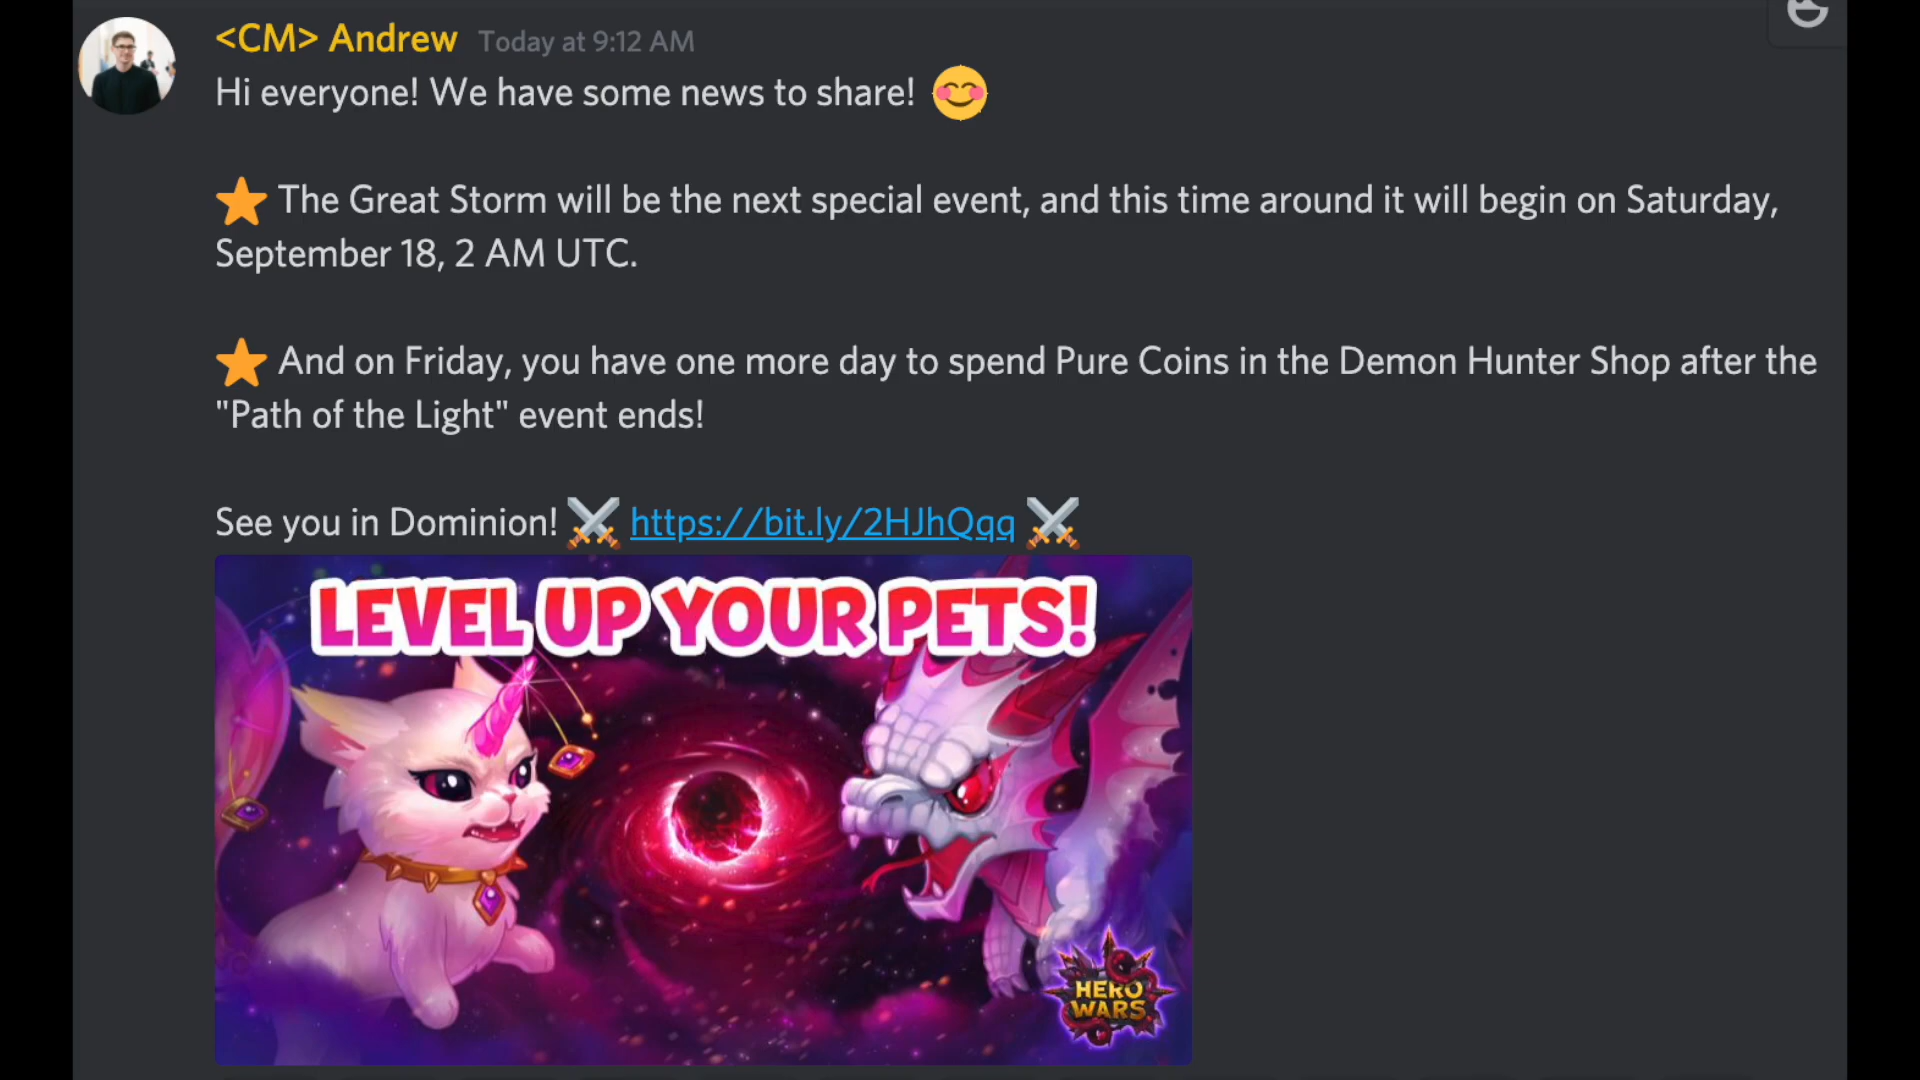 <CM> Andrew Today at 9:12 AM
Hi everyone! We have some news to share! 😊
⭐ The Great Storm will be the next special event, and this time around it will begin on Saturday,
September 18, 2 AM UTC.
⭐ And on Friday, you have one more day to spend Pure Coins in the Demon Hunter Shop after the
"Path of the Light" event ends!
See you in Dominion! ⚔️ https://bit.ly/2HJhQqq ⚔️
LEVEL UP YOUR PETS!
HERO
WARS